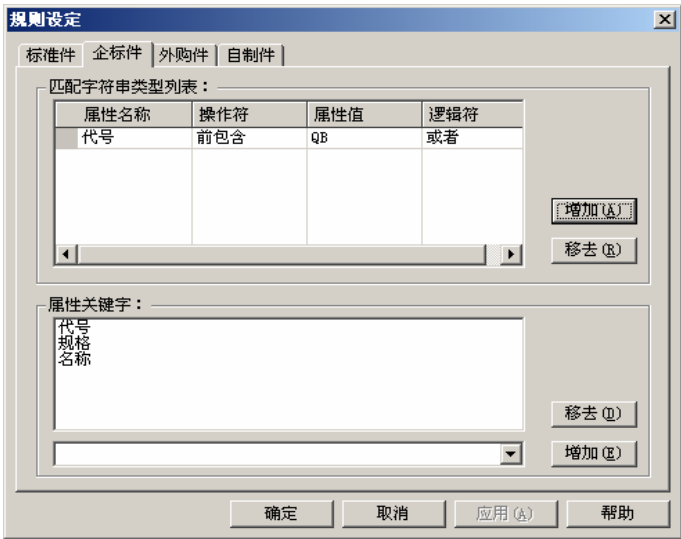 规则设定
标准件 企标件 外购件 自制件
匹配字符串类型列表：
属性名称 操作符 属性值 逻辑符
代号 前包含 QB 或者
增加(A)
移去(R)
属性关键字：
代号
规格
名称
移去(D)
增加(E)
确定 取消 应用(A) 帮助